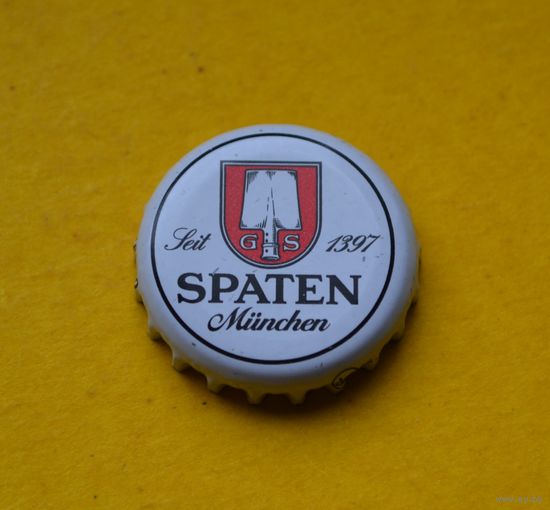 G S
Seit 1397
SPATEN
München